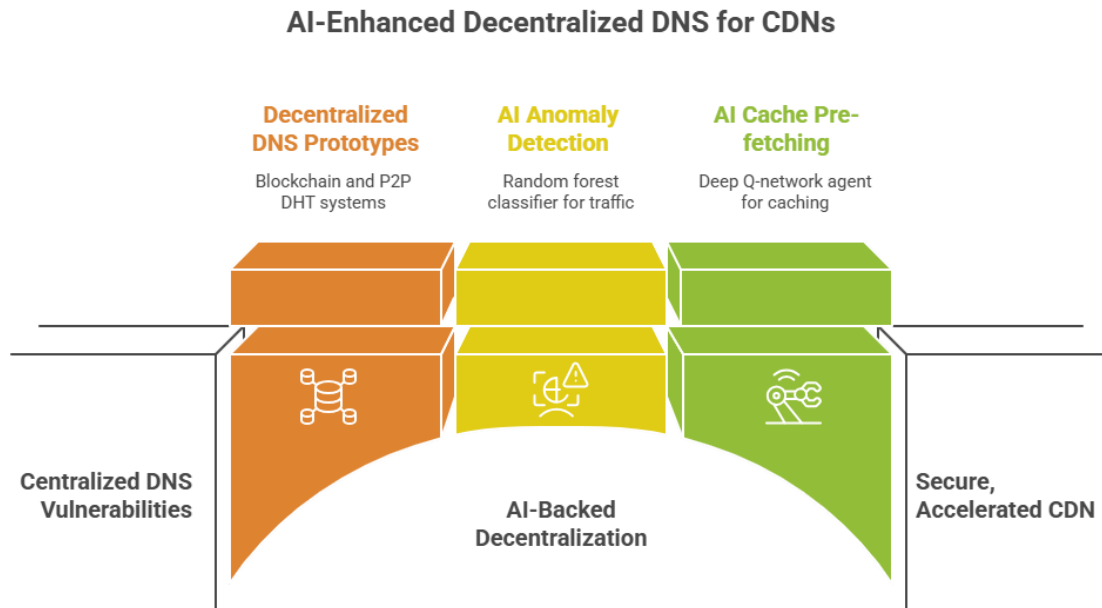 AI-Enhanced Decentralized DNS for CDNs
Decentralized
DNS Prototypes
Blockchain and P2P
DHT systems
AI Anomaly
Detection
Random forest
classifier for traffic
AI Cache Pre-
fetching
Deep Q-network agent
for caching
Centralized DNS
Vulnerabilities
AI-Backed
Decentralization
Secure,
Accelerated CDN